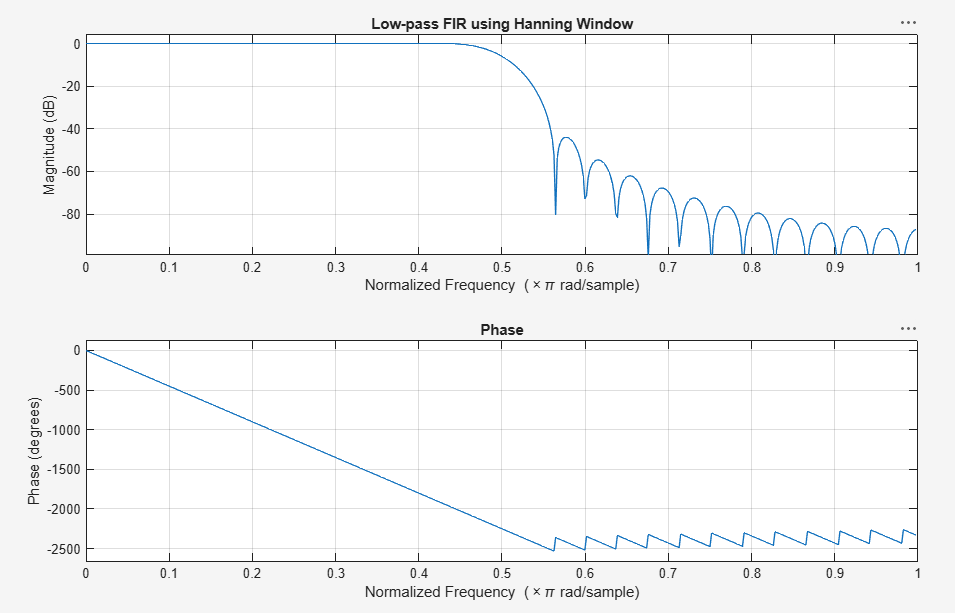 Low-pass FIR using Hanning Window
Magnitude (dB)
0
-20
-40
-60
-80
0 0.1 0.2 0.3 0.4 0.5 0.6 0.7 0.8 0.9 1
Normalized Frequency (× π rad/sample)
Phase
Phase (degrees)
0
-500
-1000
-1500
-2000
-2500
0 0.1 0.2 0.3 0.4 0.5 0.6 0.7 0.8 0.9 1
Normalized Frequency (× π rad/sample)